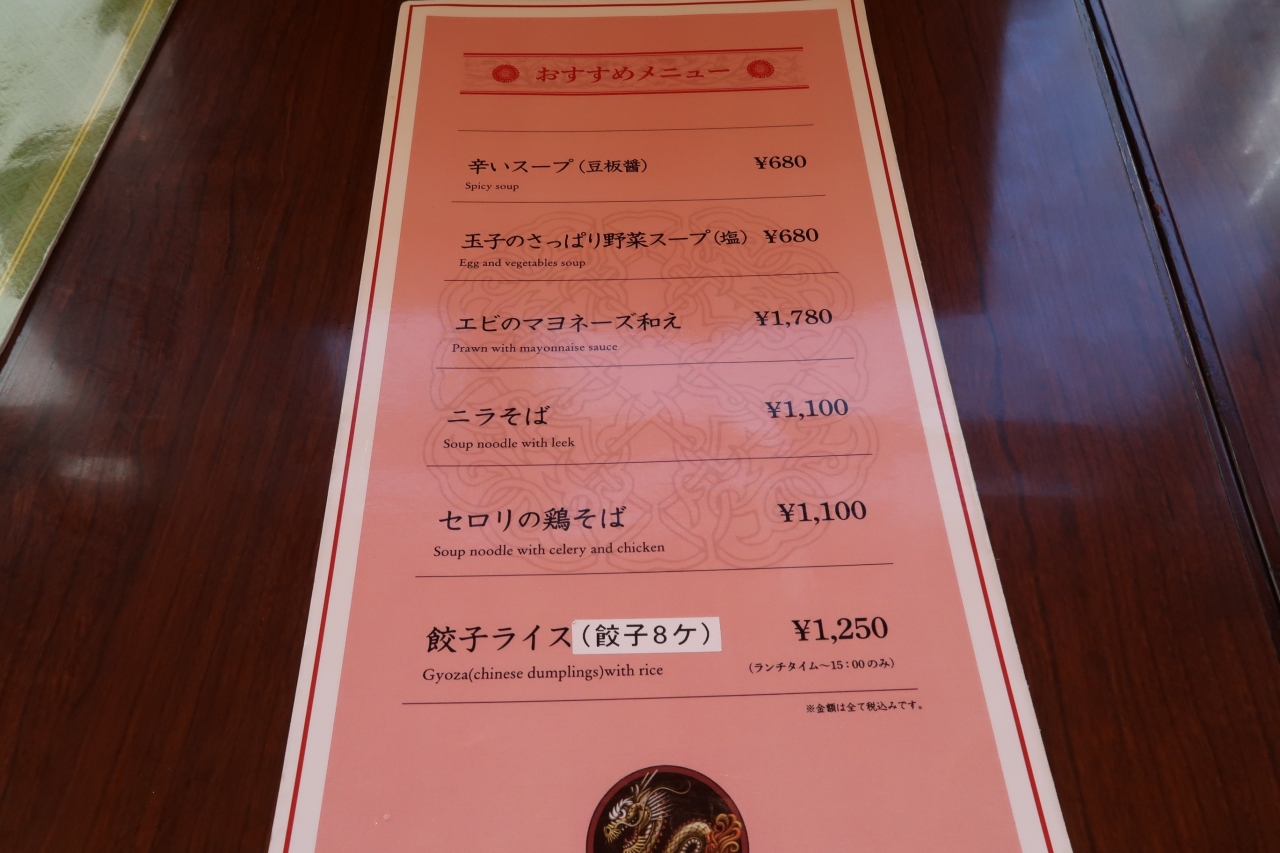 おすすめメニュー
辛いスープ（豆板醤） ¥680
Spicy soup
玉子のさっぱり野菜スープ（塩） ¥680
Egg and vegetables soup
エビのマヨネーズ和え ¥1,780
Prawn with mayonnaise sauce
ニラそば ¥1,100
Soup noodle with leek
セロリの鶏そば ¥1,100
Soup noodle with celery and chicken
餃子ライス（餃子８ケ） ¥1,250
Gyoza(chinese dumplings)with rice （ランチタイム～15：00のみ）
※金額は全て税込みです。